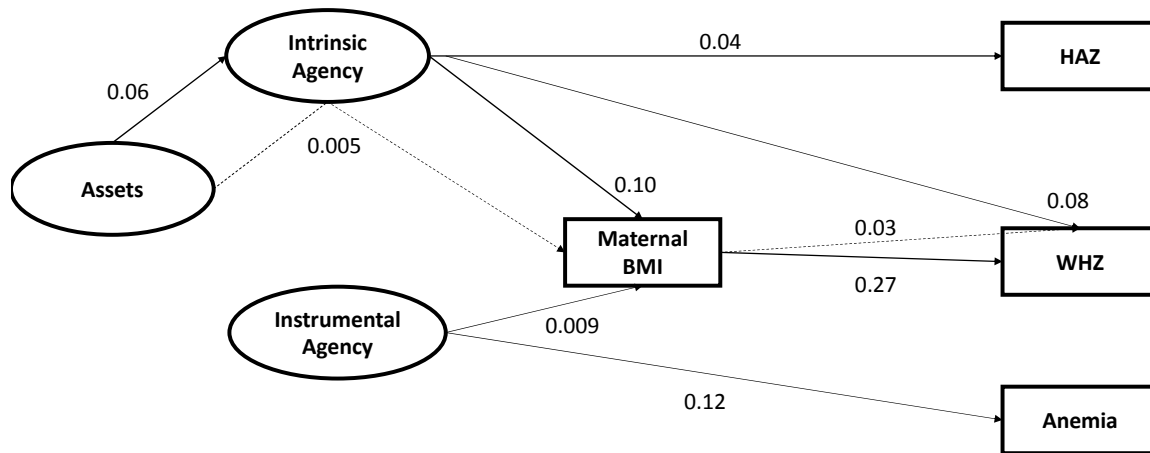 Intrinsic
Agency
0.04
HAZ
0.06
0.005
Assets
0.10
0.08
Maternal
BMI
0.03
WHZ
0.27
Instrumental
Agency
0.009
0.12
Anemia